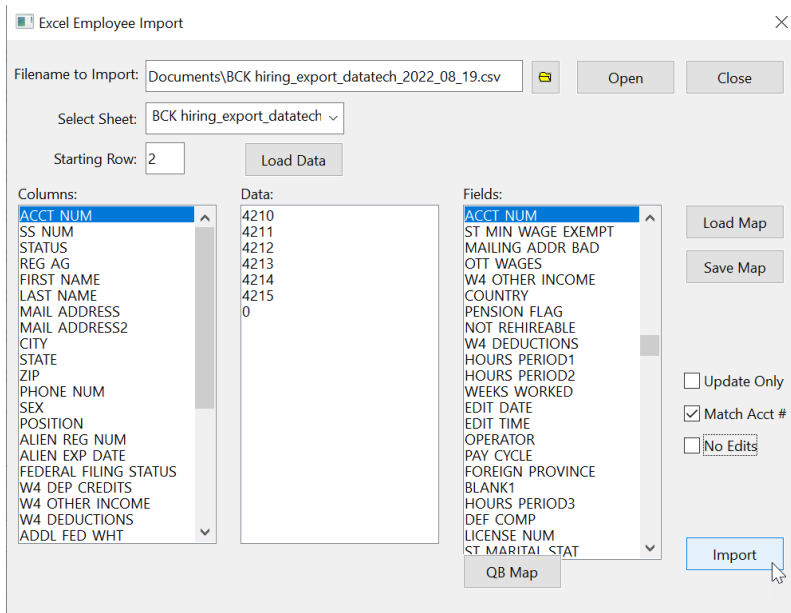 Excel Employee Import
Filename to Import: Documents\BCK hiring_export_datatech_2022_08_19.csv Open Close
Select Sheet: BCK hiring_export_datatech
Starting Row: 2 Load Data
Columns:
ACCT NUM
SS NUM
STATUS
REG AG
FIRST NAME
LAST NAME
MAIL ADDRESS
MAIL ADDRESS2
CITY
STATE
ZIP
PHONE NUM
SEX
POSITION
ALIEN REG NUM
ALIEN EXP DATE
FEDERAL FILING STATUS
W4 DEP CREDITS
W4 OTHER INCOME
W4 DEDUCTIONS
ADDL FED WHT
Data:
4210
4211
4212
4213
4214
4215
0
Fields:
ACCT NUM
ST MIN WAGE EXEMPT
MAILING ADDR BAD
OTT WAGES
W4 OTHER INCOME
COUNTRY
PENSION FLAG
NOT REHIREABLE
W4 DEDUCTIONS
HOURS PERIOD1
HOURS PERIOD2
WEEKS WORKED
EDIT DATE
EDIT TIME
OPERATOR
PAY CYCLE
FOREIGN PROVINCE
BLANK1
HOURS PERIOD3
DEF COMP
LICENSE NUM
ST MARITAL STAT
QB Map
Load Map
Save Map
Update Only
Match Acct #
No Edits
Import